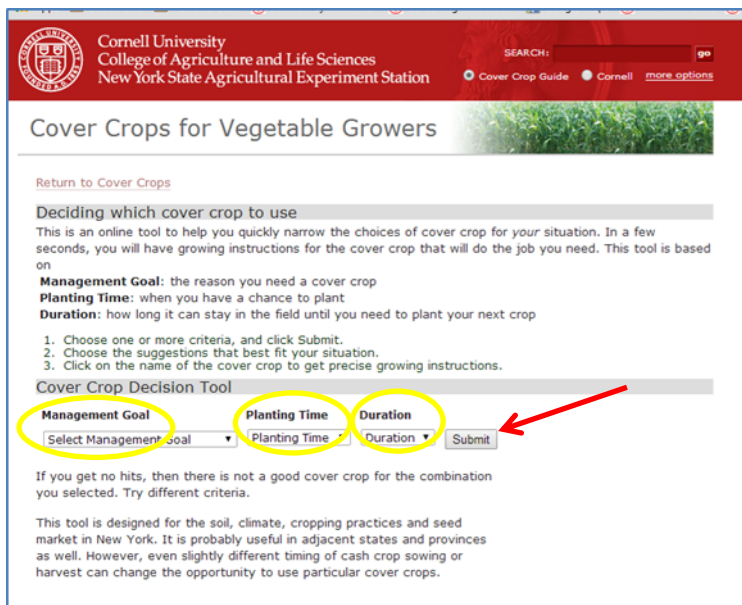 Cornell University
College of Agriculture and Life Sciences
New York State Agricultural Experiment Station
SEARCH: go
Cover Crop Guide Cornell more options
Cover Crops for Vegetable Growers
Return to Cover Crops
Deciding which cover crop to use
This is an online tool to help you quickly narrow the choices of cover crop for your situation. In a few
seconds, you will have growing instructions for the cover crop that will do the job you need. This tool is based
on
Management Goal: the reason you need a cover crop
Planting Time: when you have a chance to plant
Duration: how long it can stay in the field until you need to plant your next crop
1. Choose one or more criteria, and click Submit.
2. Choose the suggestions that best fit your situation.
3. Click on the name of the cover crop to get precise growing instructions.
Cover Crop Decision Tool
Management Goal Planting Time Duration
Select Management Goal Planting Time Duration Submit
If you get no hits, then there is not a good cover crop for the combination
you selected. Try different criteria.
This tool is designed for the soil, climate, cropping practices and seed
market in New York. It is probably useful in adjacent states and provinces
as well. However, even slightly different timing of cash crop sowing or
harvest can change the opportunity to use particular cover crops.